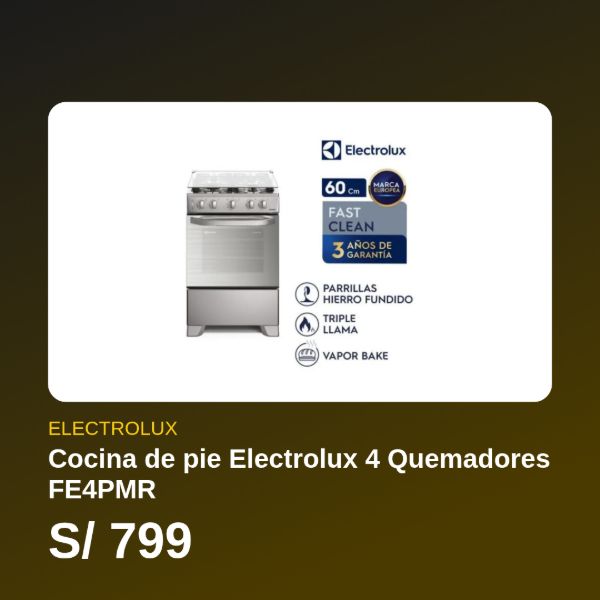 Electrolux
60 Cm
MARCA
EUROPEA
FAST
CLEAN
3 AÑOS DE
GARANTÍA
PARRILLAS
HIERRO FUNDIDO
TRIPLE
LLAMA
VAPOR BAKE
ELECTROLUX
Cocina de pie Electrolux 4 Quemadores
FE4PMR
S/ 799